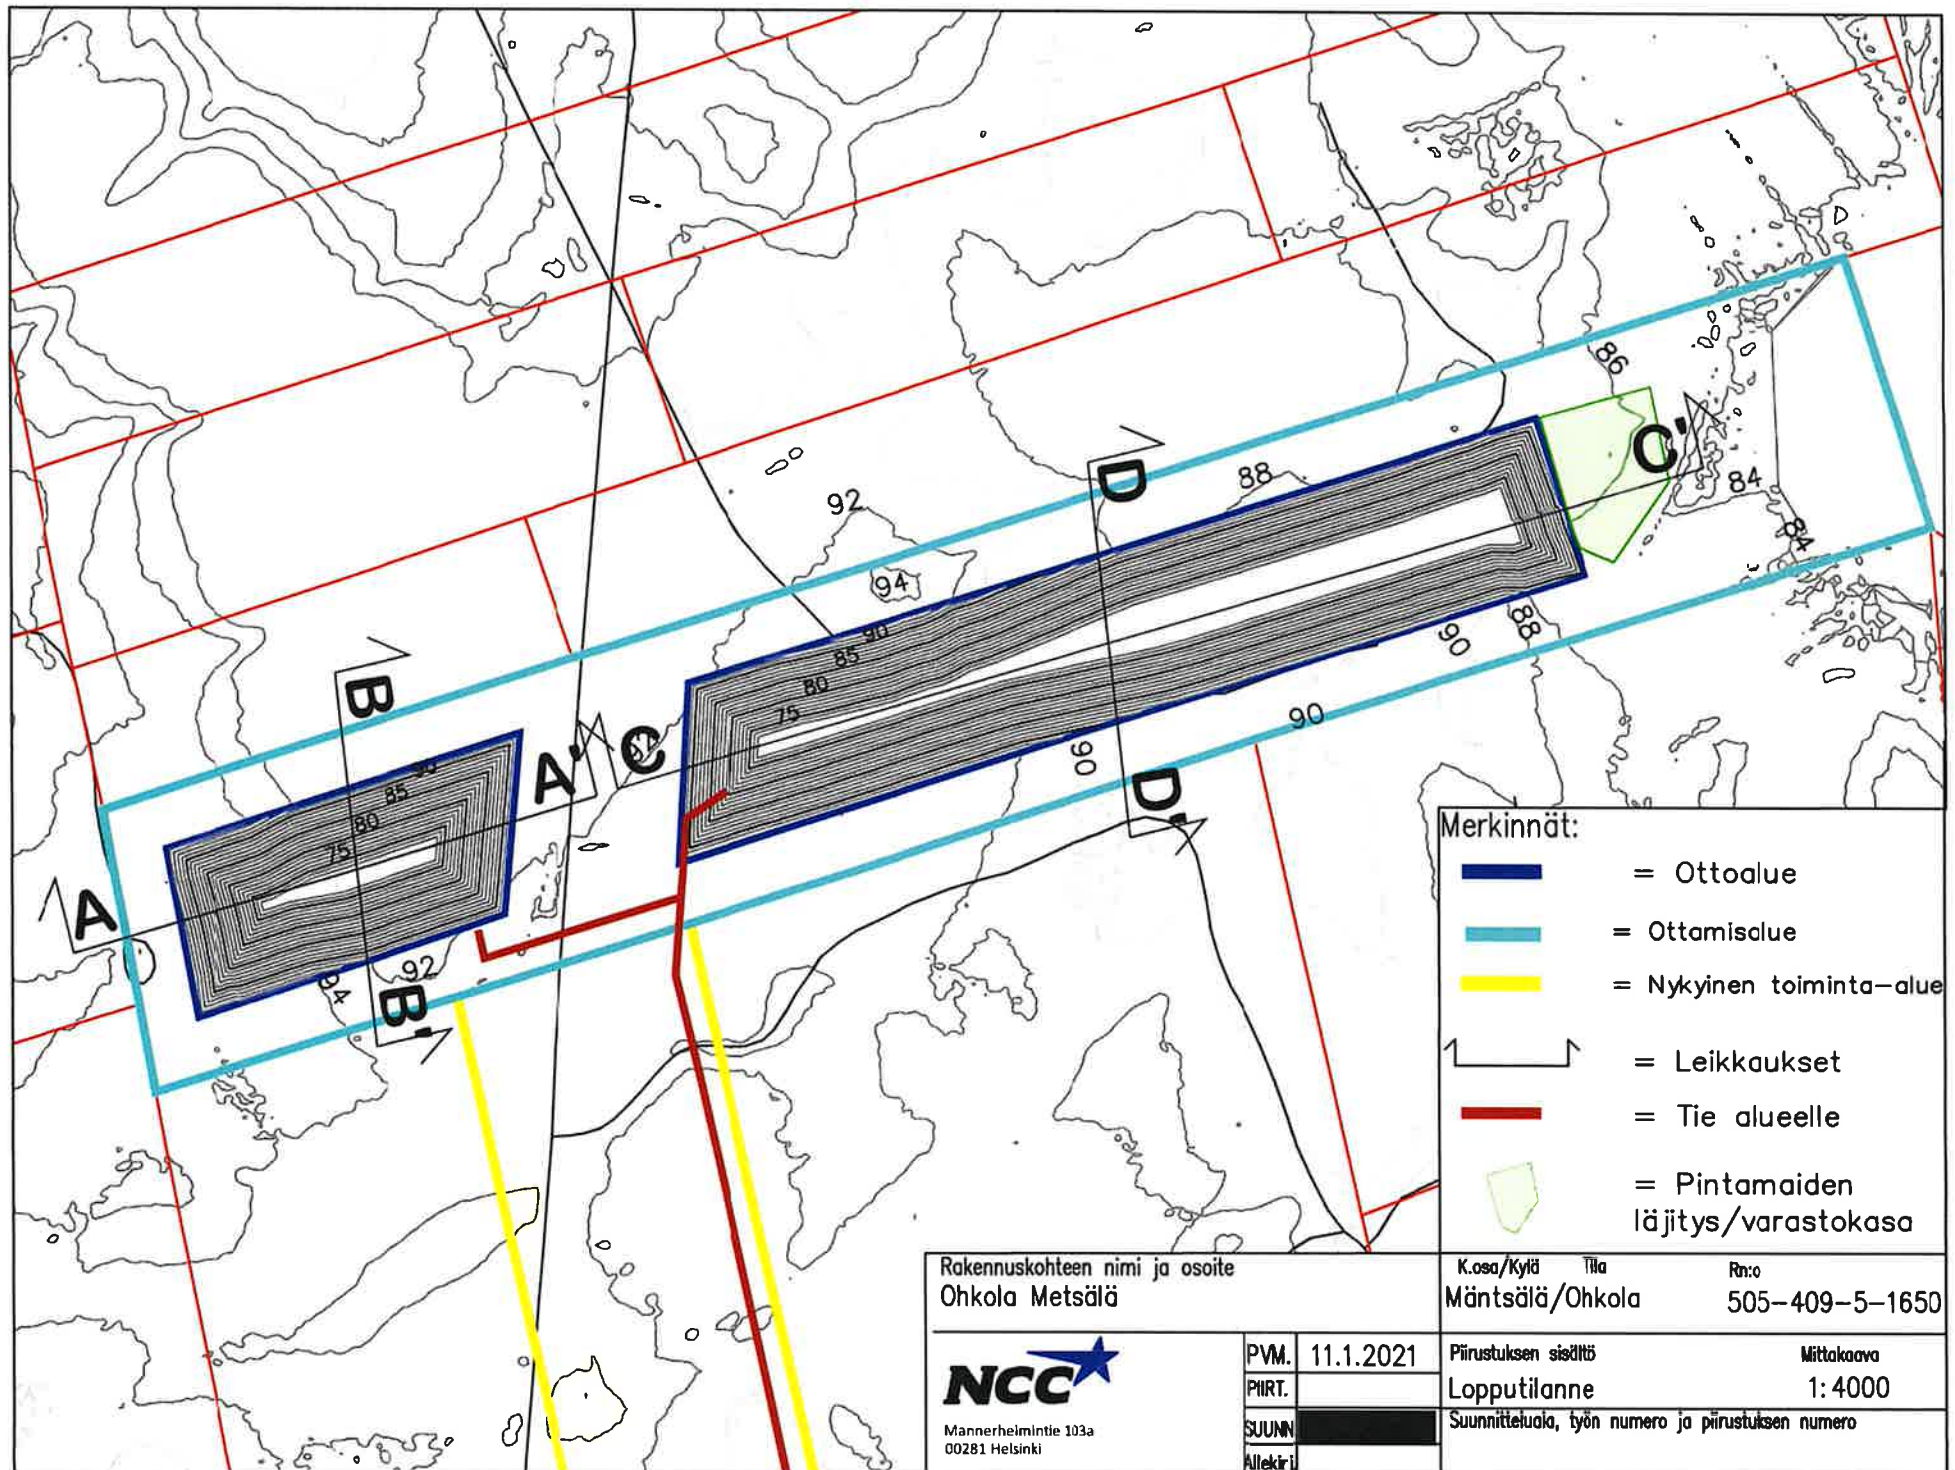 86
C'
D
88
84
92
84
94
90
88
85
90
80
B
75
90
C
A'
90
90
85
D'
80
75
A
92
94
B'
Merkinnät:
= Ottoalue
= Ottamisalue
= Nykyinen toiminta-alue
= Leikkaukset
= Tie alueelle
= Pintamaiden
läjitys/varastokasa
Rakennuskohteen nimi ja osoite
Ohkola Metsälä
K.osa/Kylä Tila Rn:o
Mäntsälä/Ohkola 505-409-5-1650
NCC
Mannerheimintie 103a
00281 Helsinki
PVM. 11.1.2021
PIIRT.
SUUNN
Allekirj
Piirustuksen sisältö Mittakaava
Lopputilanne 1:4000
Suunnitteluala, työn numero ja piirustuksen numero